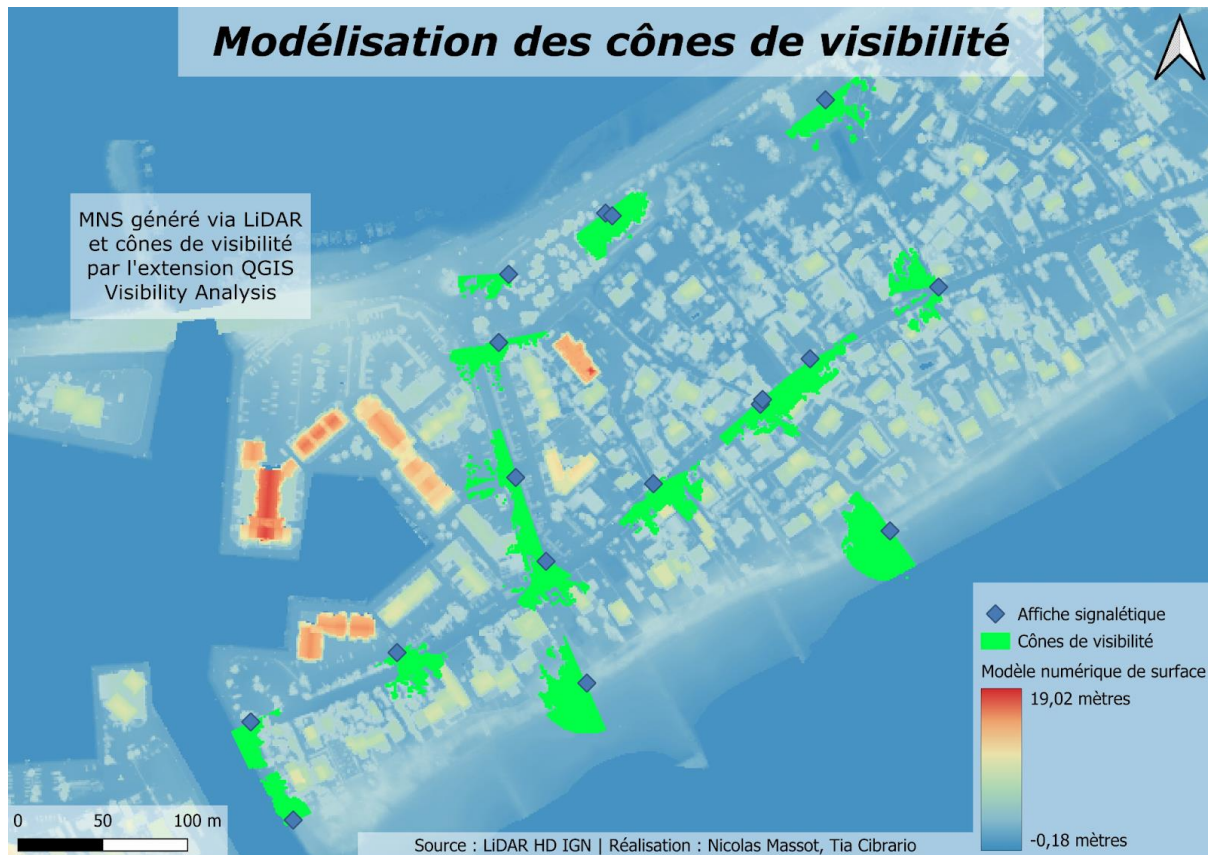 Modélisation des cônes de visibilité
MNS généré via LiDAR
et cônes de visibilité
par l'extension QGIS
Visibility Analysis
Affiche signalétique
Cônes de visibilité
Modèle numérique de surface
19,02 mètres
-0,18 mètres
0 50 100 m
Source : LiDAR HD IGN | Réalisation : Nicolas Massot, Tia Cibrario